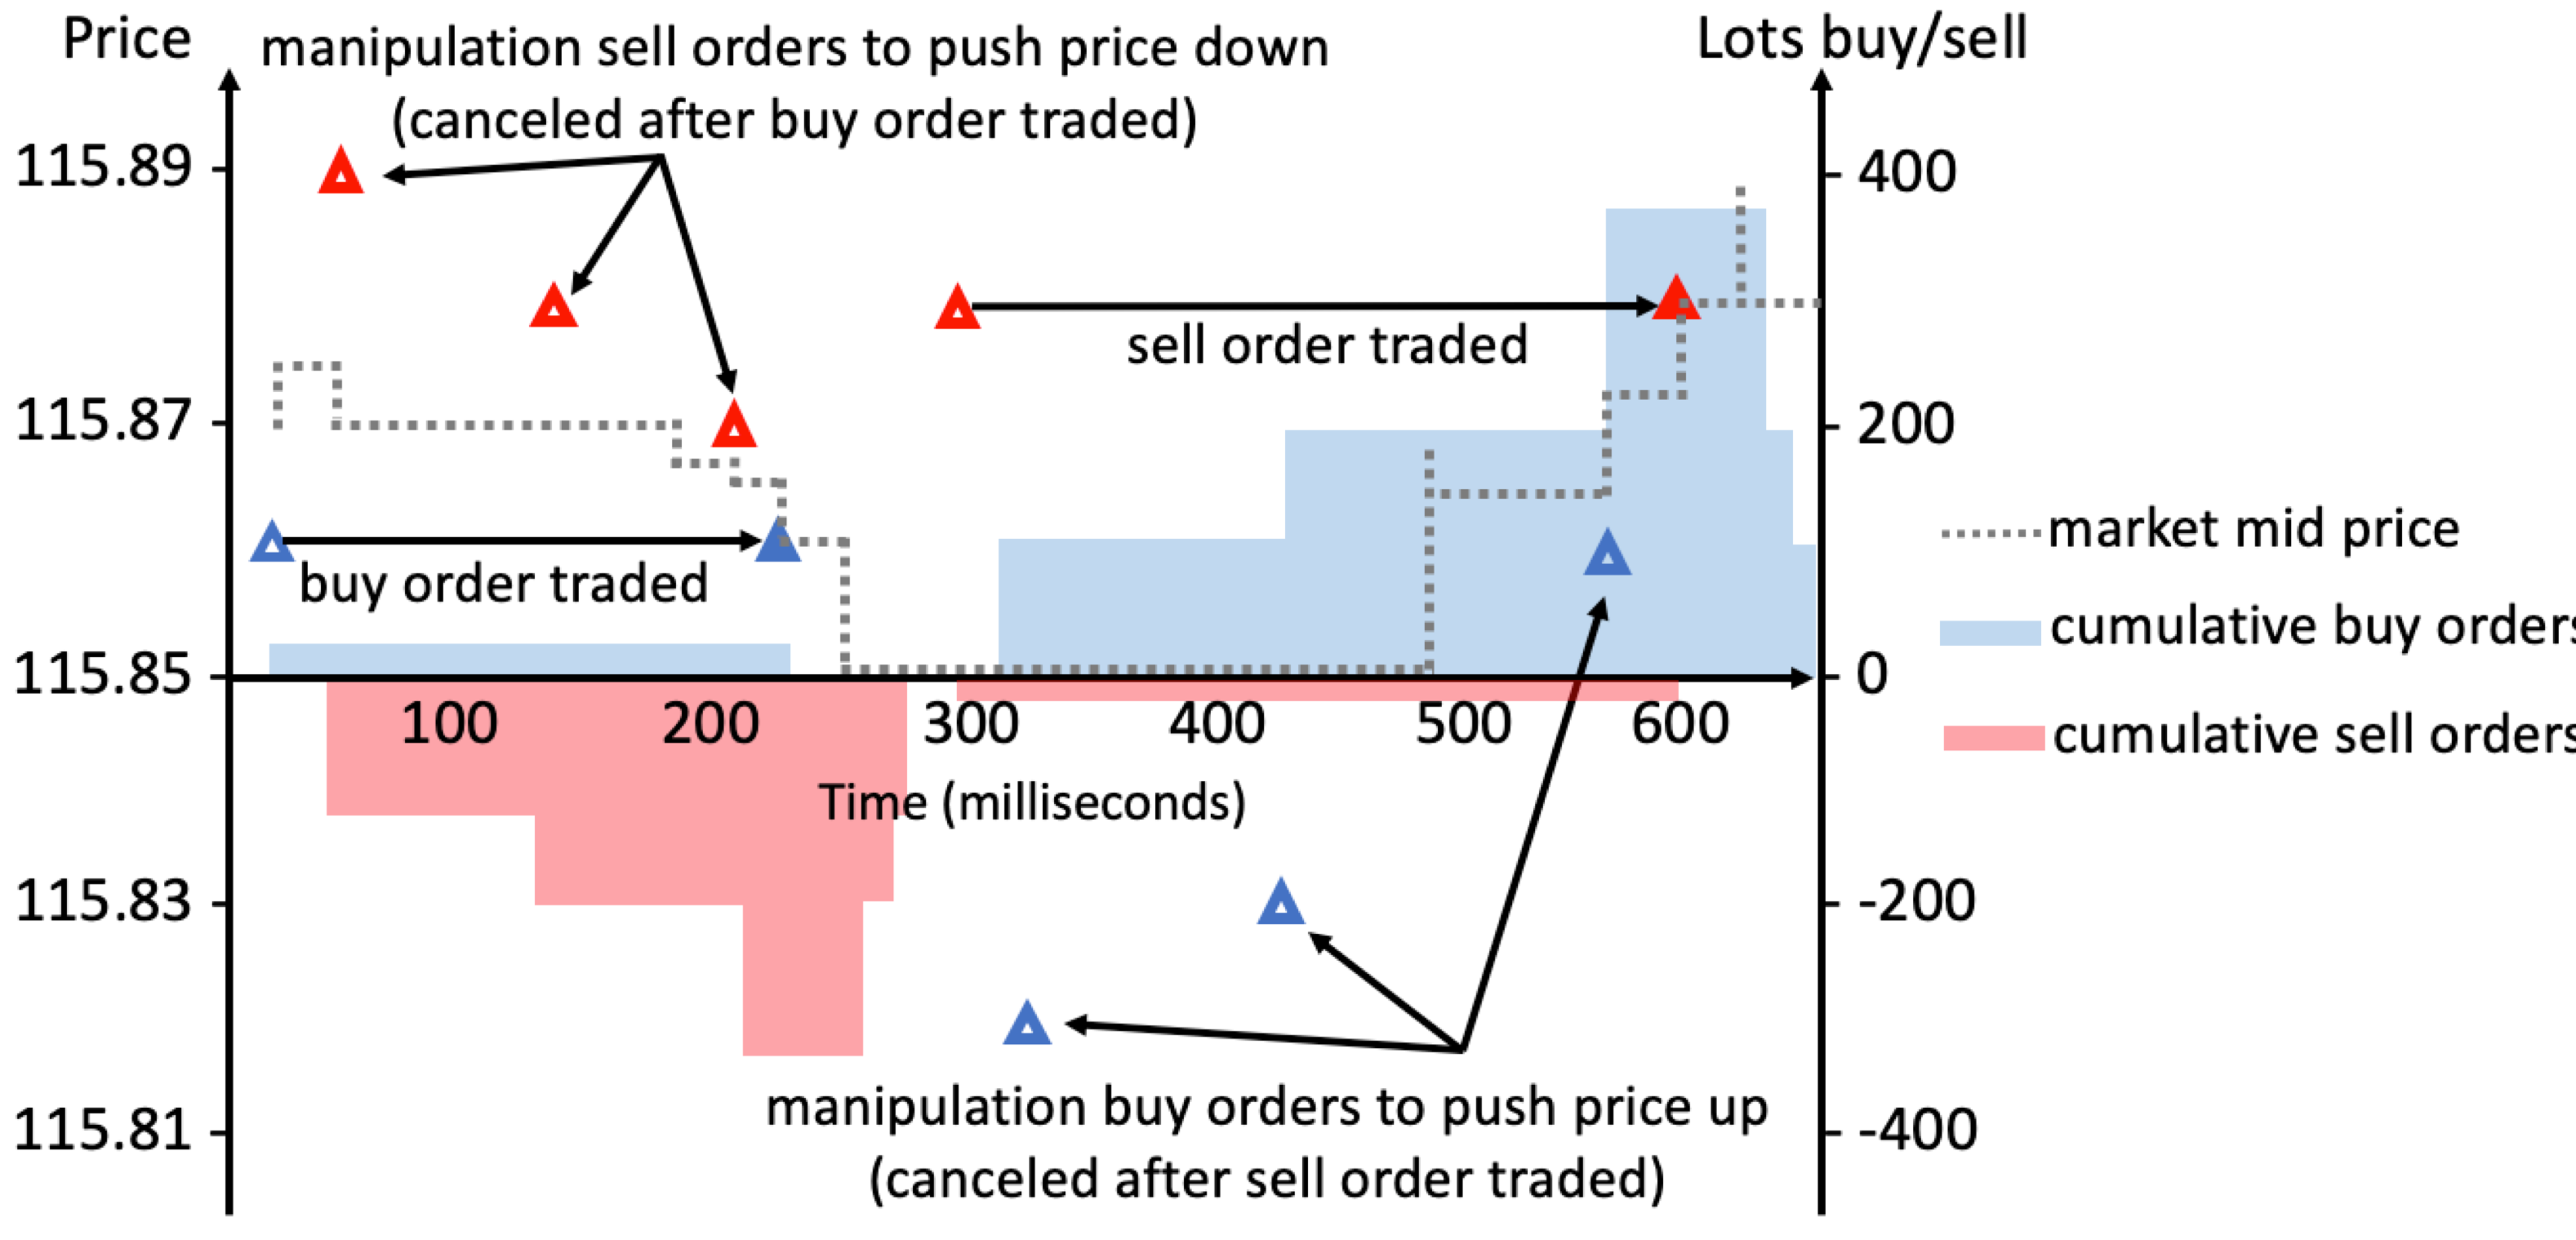 Price
manipulation sell orders to push price down
(canceled after buy order traded)
Lots buy/sell
115.89
400
sell order traded
115.87
200
buy order traded
market mid price
cumulative buy orders
115.85
0
100 200 300 400 500 600
cumulative sell orders
Time (milliseconds)
115.83
-200
manipulation buy orders to push price up
(canceled after sell order traded)
115.81
-400